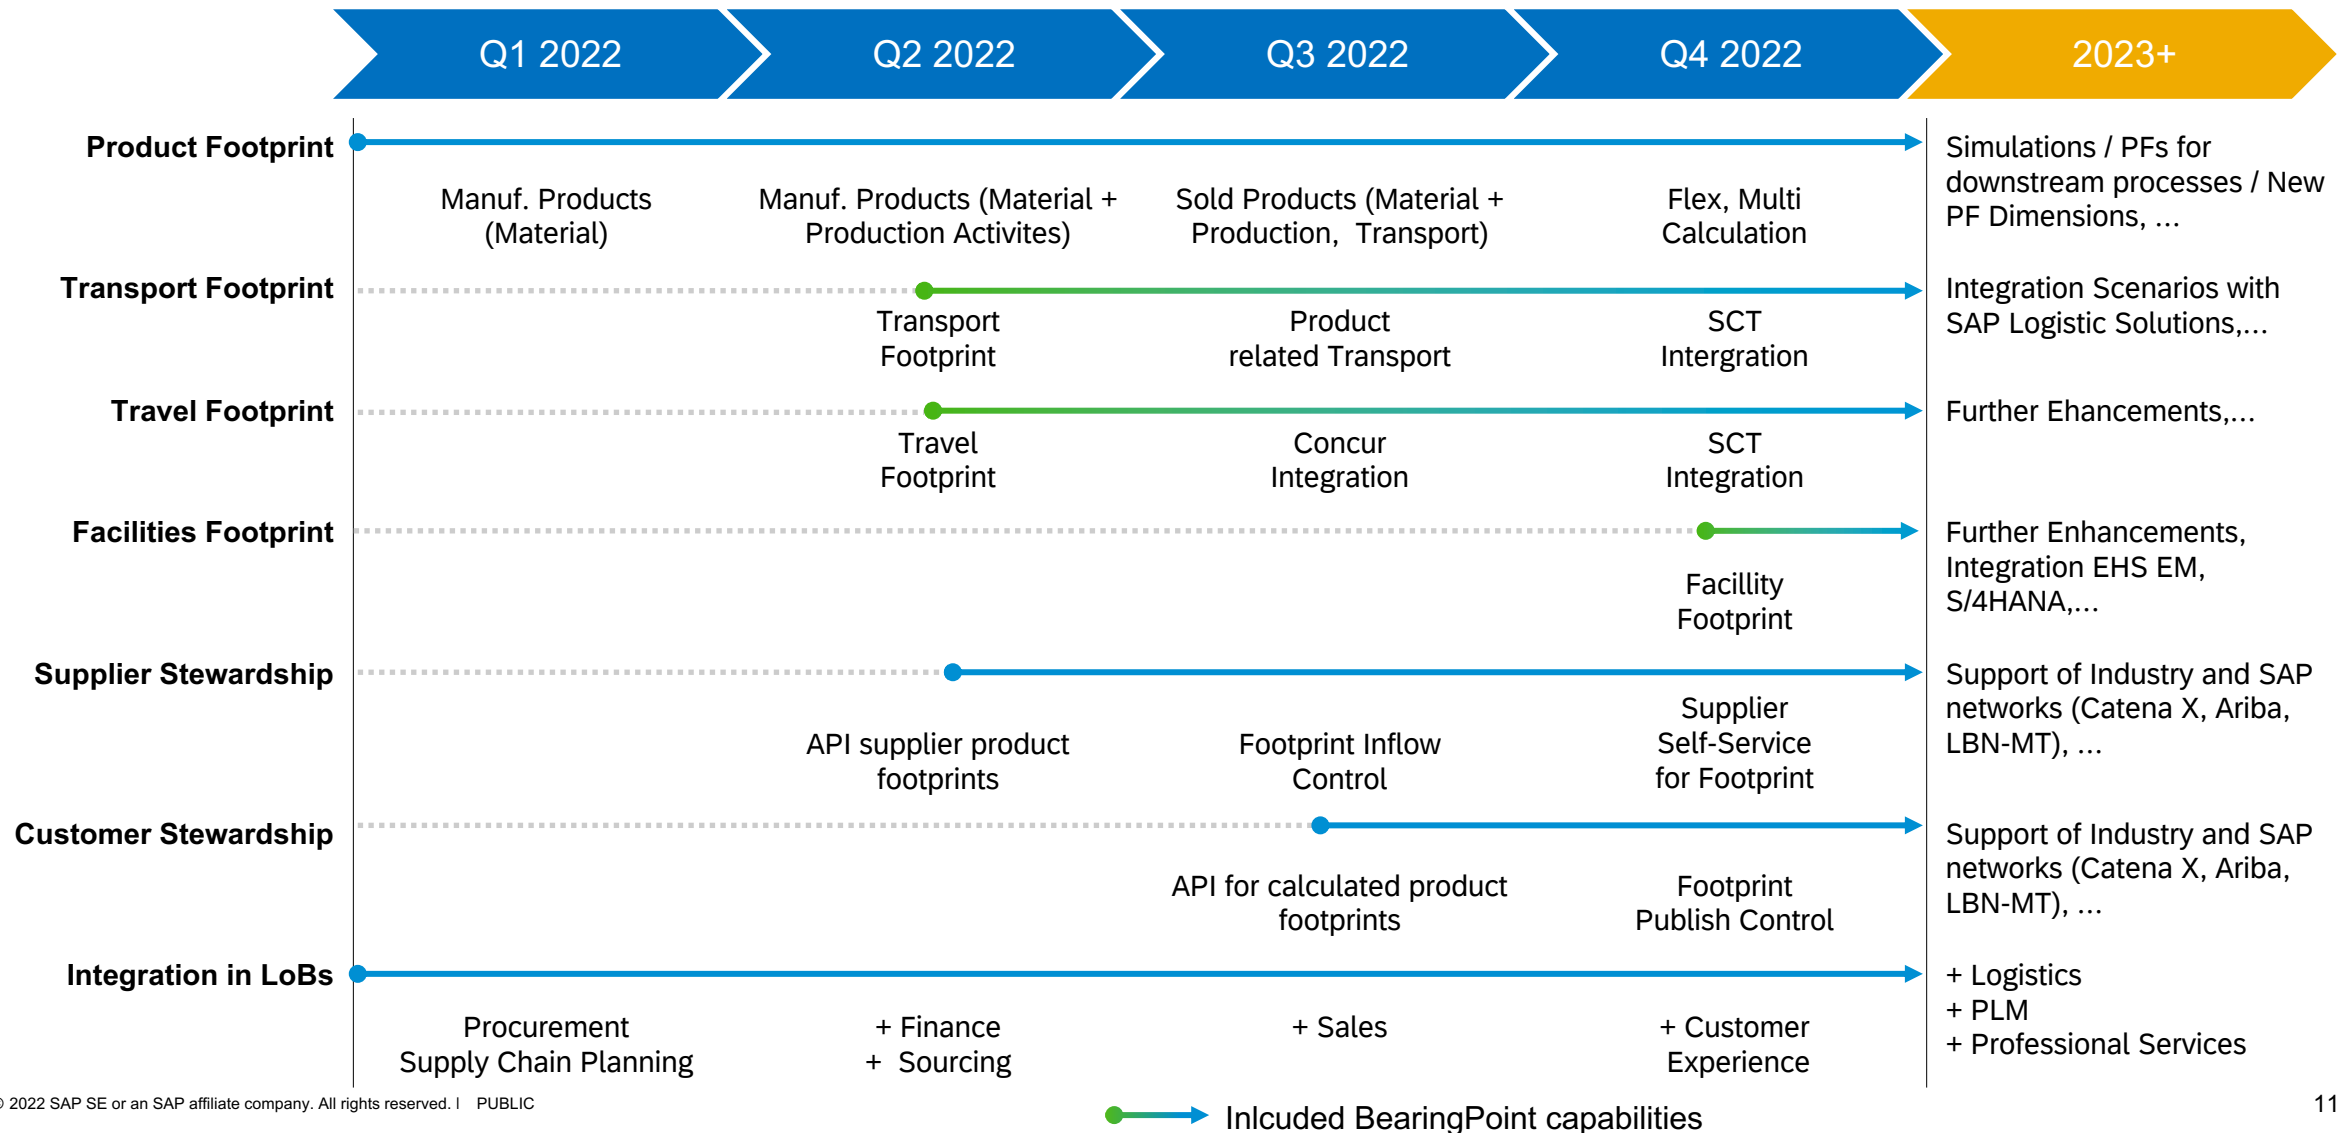 Q1 2022
Q2 2022
Q3 2022
Q4 2022
2023+
Product Footprint
Manuf. Products
(Material)
Manuf. Products (Material +
Production Activites)
Sold Products (Material +
Production, Transport)
Flex, Multi
Calculation
Simulations / PFs for
downstream processes / New
PF Dimensions, ...
Transport Footprint
Transport
Footprint
Product
related Transport
SCT
Intergration
Integration Scenarios with
SAP Logistic Solutions,...
Travel Footprint
Travel
Footprint
Concur
Integration
SCT
Integration
Further Ehancements,...
Facilities Footprint
Facillity
Footprint
Further Enhancements,
Integration EHS EM,
S/4HANA,...
Supplier Stewardship
API supplier product
footprints
Footprint Inflow
Control
Supplier
Self-Service
for Footprint
Support of Industry and SAP
networks (Catena X, Ariba,
LBN-MT), ...
Customer Stewardship
API for calculated product
footprints
Footprint
Publish Control
Support of Industry and SAP
networks (Catena X, Ariba,
LBN-MT), ...
Integration in LoBs
Procurement
Supply Chain Planning
+ Finance
+ Sourcing
+ Sales
+ Customer
Experience
+ Logistics
+ PLM
+ Professional Services
© 2022 SAP SE or an SAP affiliate company. All rights reserved. ǀ PUBLIC
Inlcuded BearingPoint capabilities
11